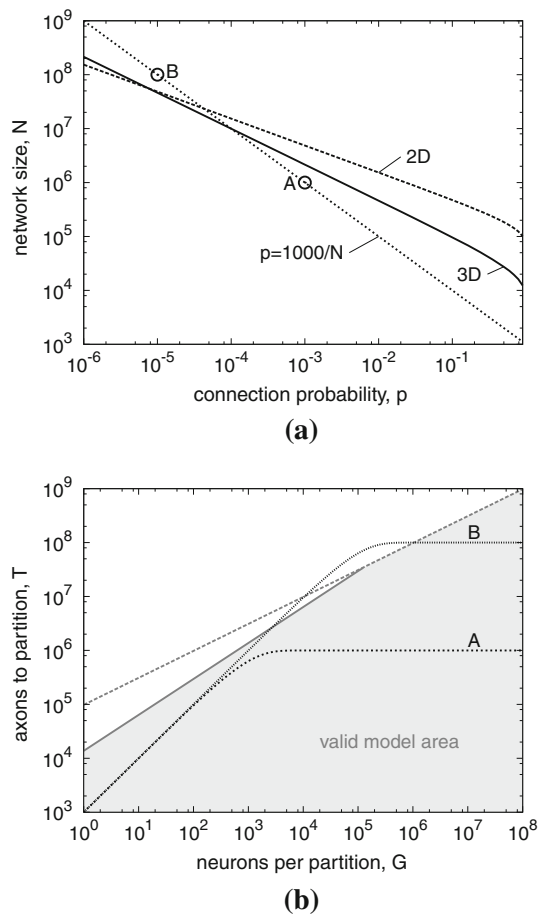 10^9
10^8
10^7
10^6
10^5
10^4
10^3
network size, N
B
2D
A
p=1000/N
3D
10^-6
10^-5
10^-4
10^-3
10^-2
10^-1
connection probability, p
(a)
10^9
10^8
10^7
10^6
10^5
10^4
10^3
axons to partition, T
B
A
valid model area
10^0
10^1
10^2
10^3
10^4
10^5
10^6
10^7
10^8
neurons per partition, G
(b)